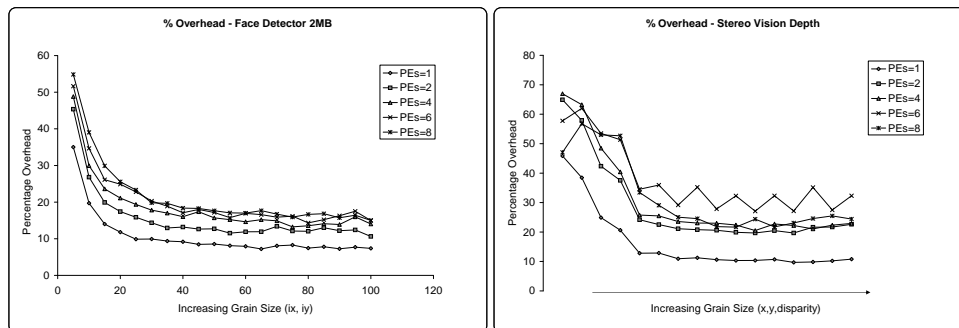 % Overhead - Face Detector 2MB
60
50
40
30
20
10
0
Percentage Overhead
0 20 40 60 80 100 120
Increasing Grain Size (ix, iy)
PEs=1
PEs=2
PEs=4
PEs=6
PEs=8
% Overhead - Stereo Vision Depth
80
70
60
50
40
30
20
10
0
Percentage Overhead
Increasing Grain Size (x,y,disparity)
PEs=1
PEs=2
PEs=4
PEs=6
PEs=8